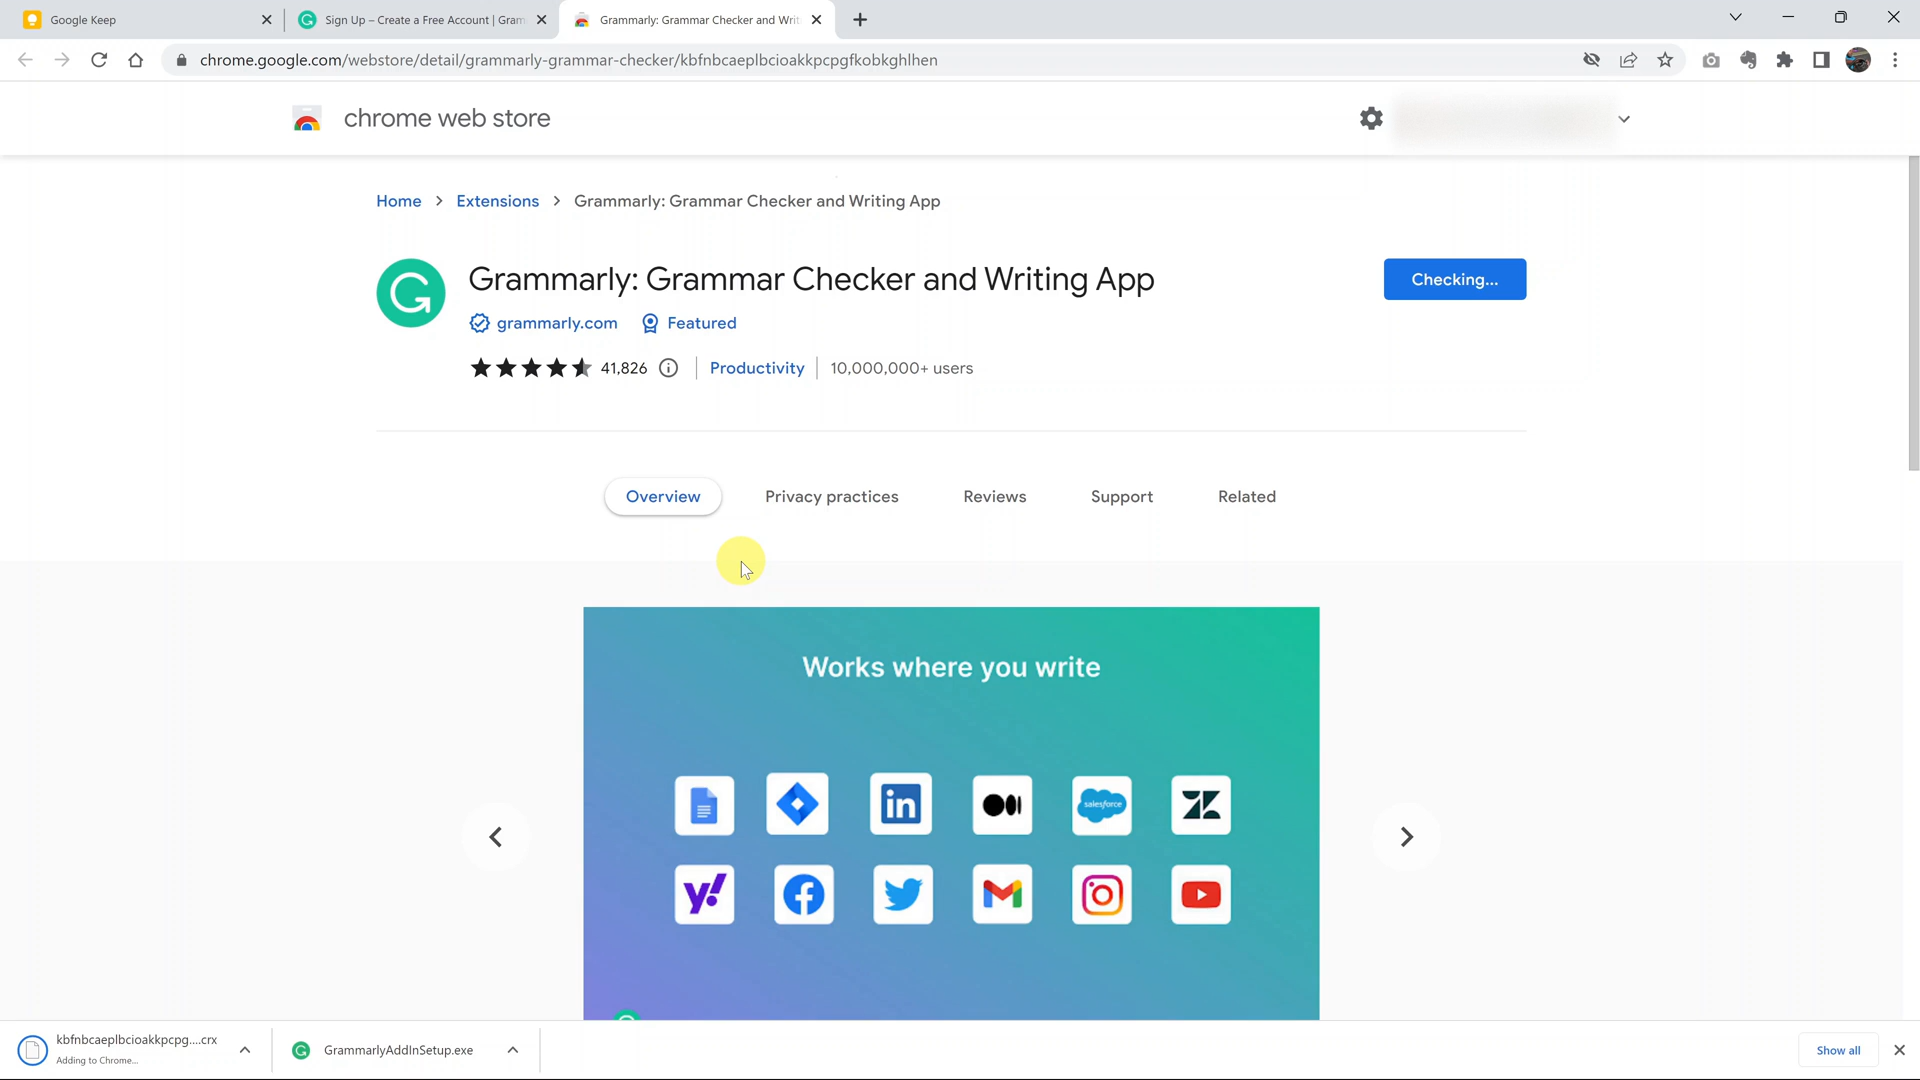 Google Keep
Sign Up – Create a Free Account | Gram
Grammarly: Grammar Checker and Writ
chrome.google.com/webstore/detail/grammarly-grammar-checker/kbfnbcaeplbcioakkpcpgfkobkghlhen
chrome web store
Home > Extensions > Grammarly: Grammar Checker and Writing App
Grammarly: Grammar Checker and Writing App
Checking...
grammarly.com Featured
41,826 Productivity 10,000,000+ users
Overview Privacy practices Reviews Support Related
Works where you write
in salesforce
y!
kbfnbcaeplbcioakkpcpg....crx
Adding to Chrome...
GrammarlyAddInSetup.exe
Show all